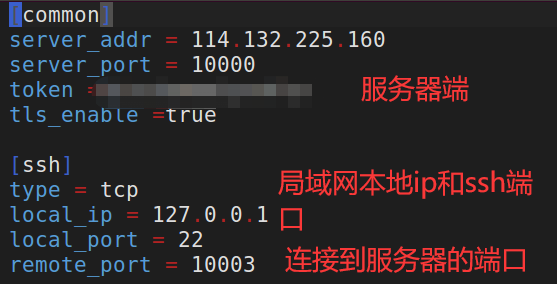 [common]
server_addr = 114.132.225.160
server_port = 10000
token =
服务器端
tls_enable =true
[ssh]
type = tcp
局域网本地ip和ssh端
口
local_ip = 127.0.0.1
local_port = 22
remote_port = 10003
连接到服务器的端口